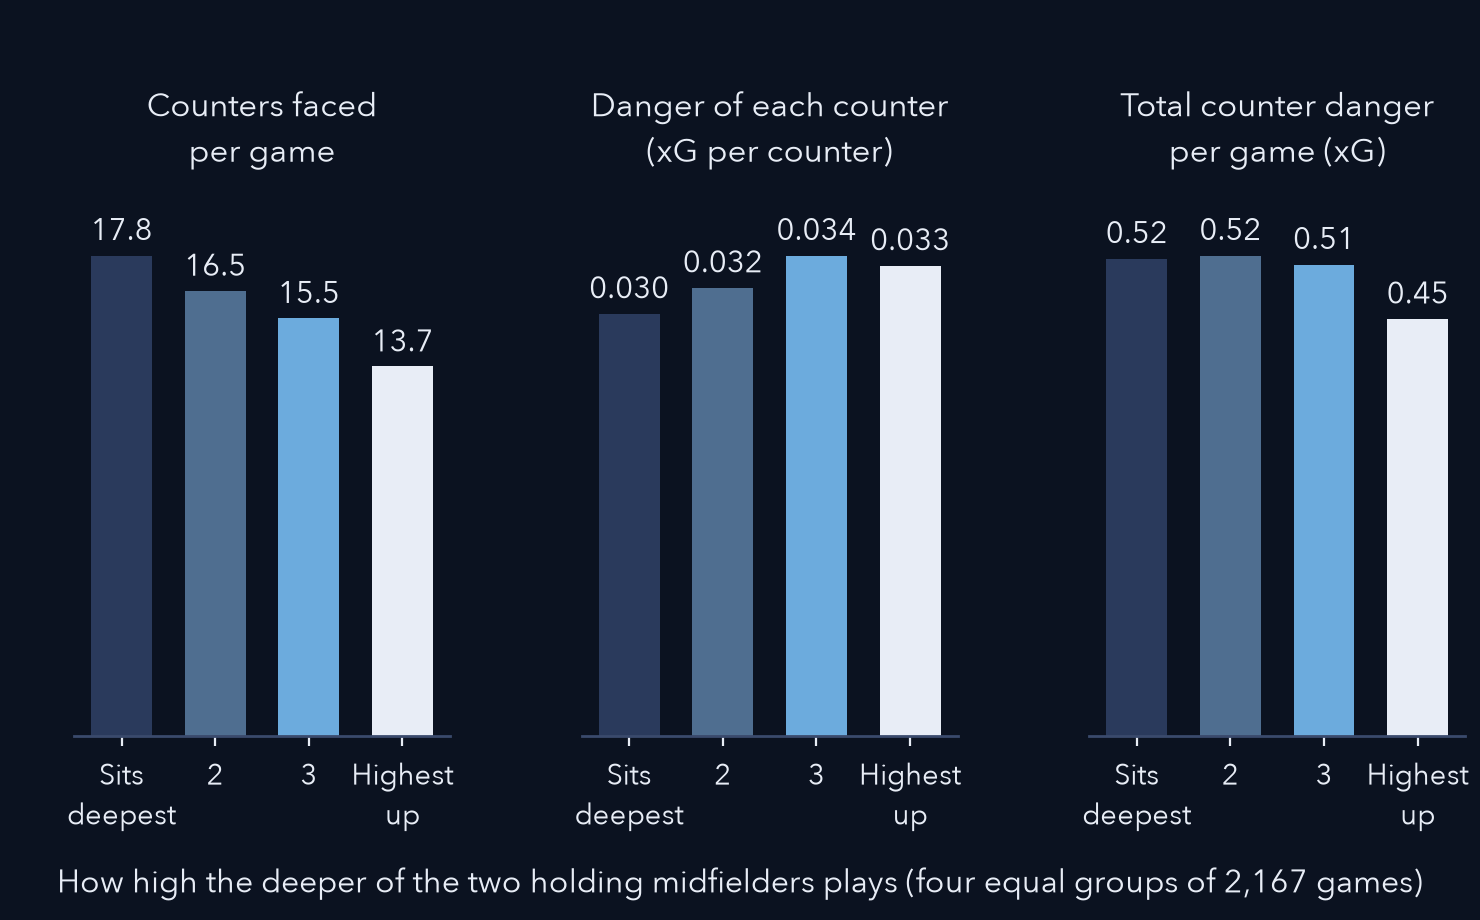 Counters faced
per game
17.8
16.5
15.5
13.7
Sits
deepest
2
3
Highest
up
Danger of each counter
(xG per counter)
0.030
0.032
0.034
0.033
Sits
deepest
2
3
Highest
up
Total counter danger
per game (xG)
0.52
0.52
0.51
0.45
Sits
deepest
2
3
Highest
up
How high the deeper of the two holding midfielders plays (four equal groups of 2,167 games)